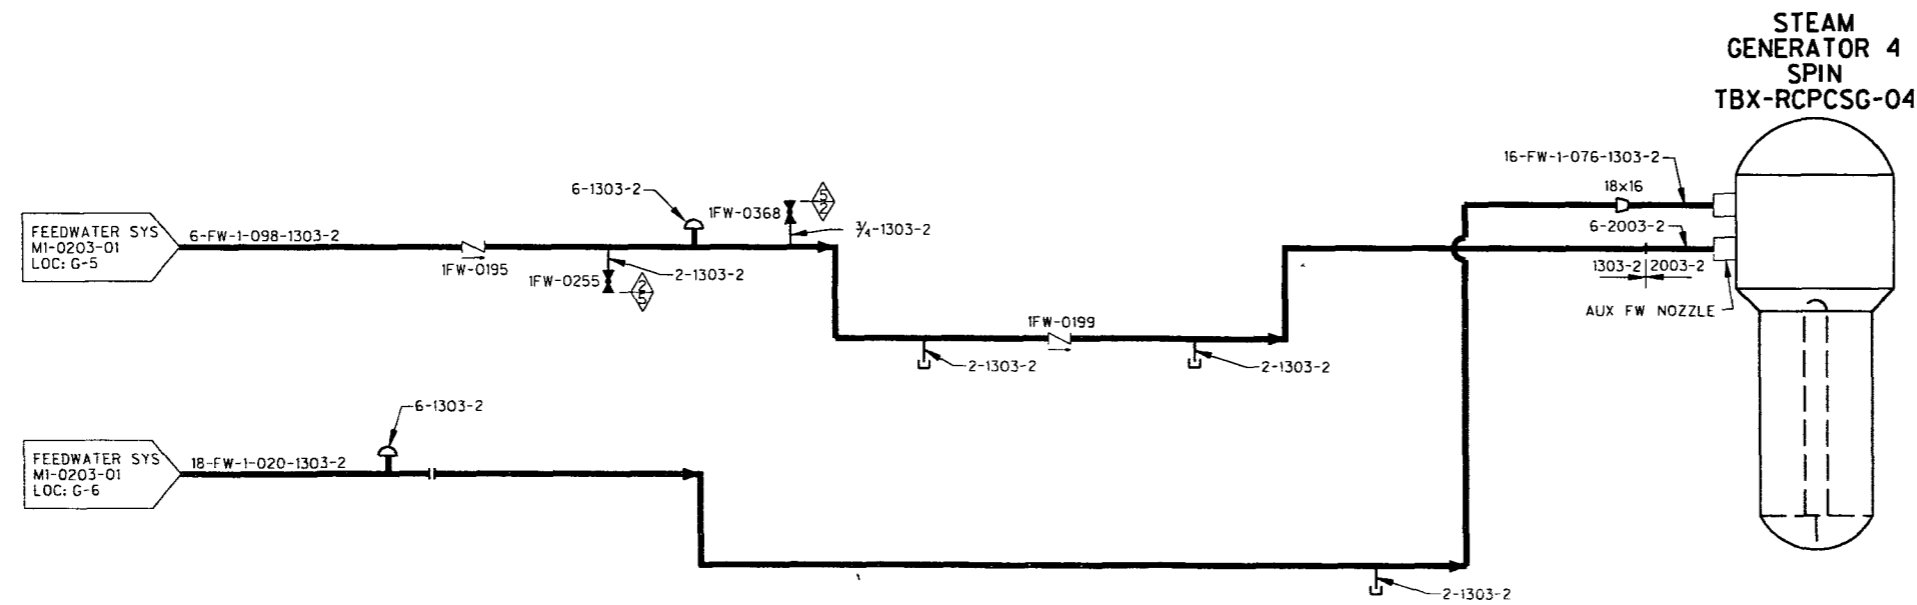 STEAM
GENERATOR 4
SPIN
TBX-RCPCSG-04
16-FW-1-076-1303-2
18x16
6-2003-2
1303-2 2003-2
AUX FW NOZZLE
6-1303-2
1FW-0368
5
2
3/4-1303-2
FEEDWATER SYS
M1-0203-01
LOC: G-5
6-FW-1-098-1303-2
1FW-0195
1FW-0255
2-1303-2
2
5
1FW-0199
2-1303-2
2-1303-2
6-1303-2
FEEDWATER SYS
M1-0203-01
LOC: G-6
18-FW-1-020-1303-2
2-1303-2